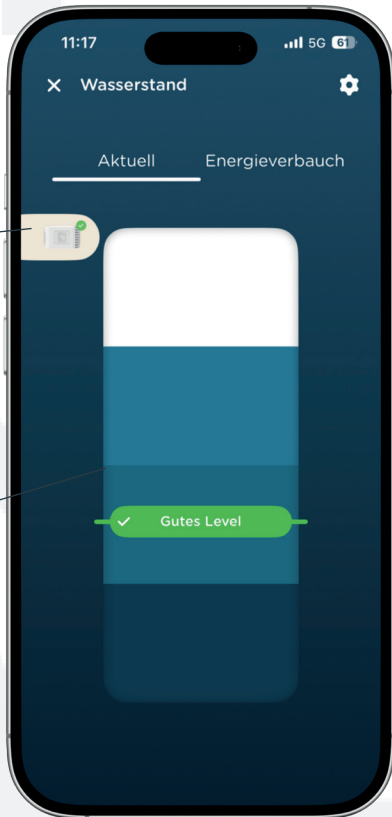 11:17
5G 61
Wasserstand
Aktuell
Energieverbauch
Gutes Level